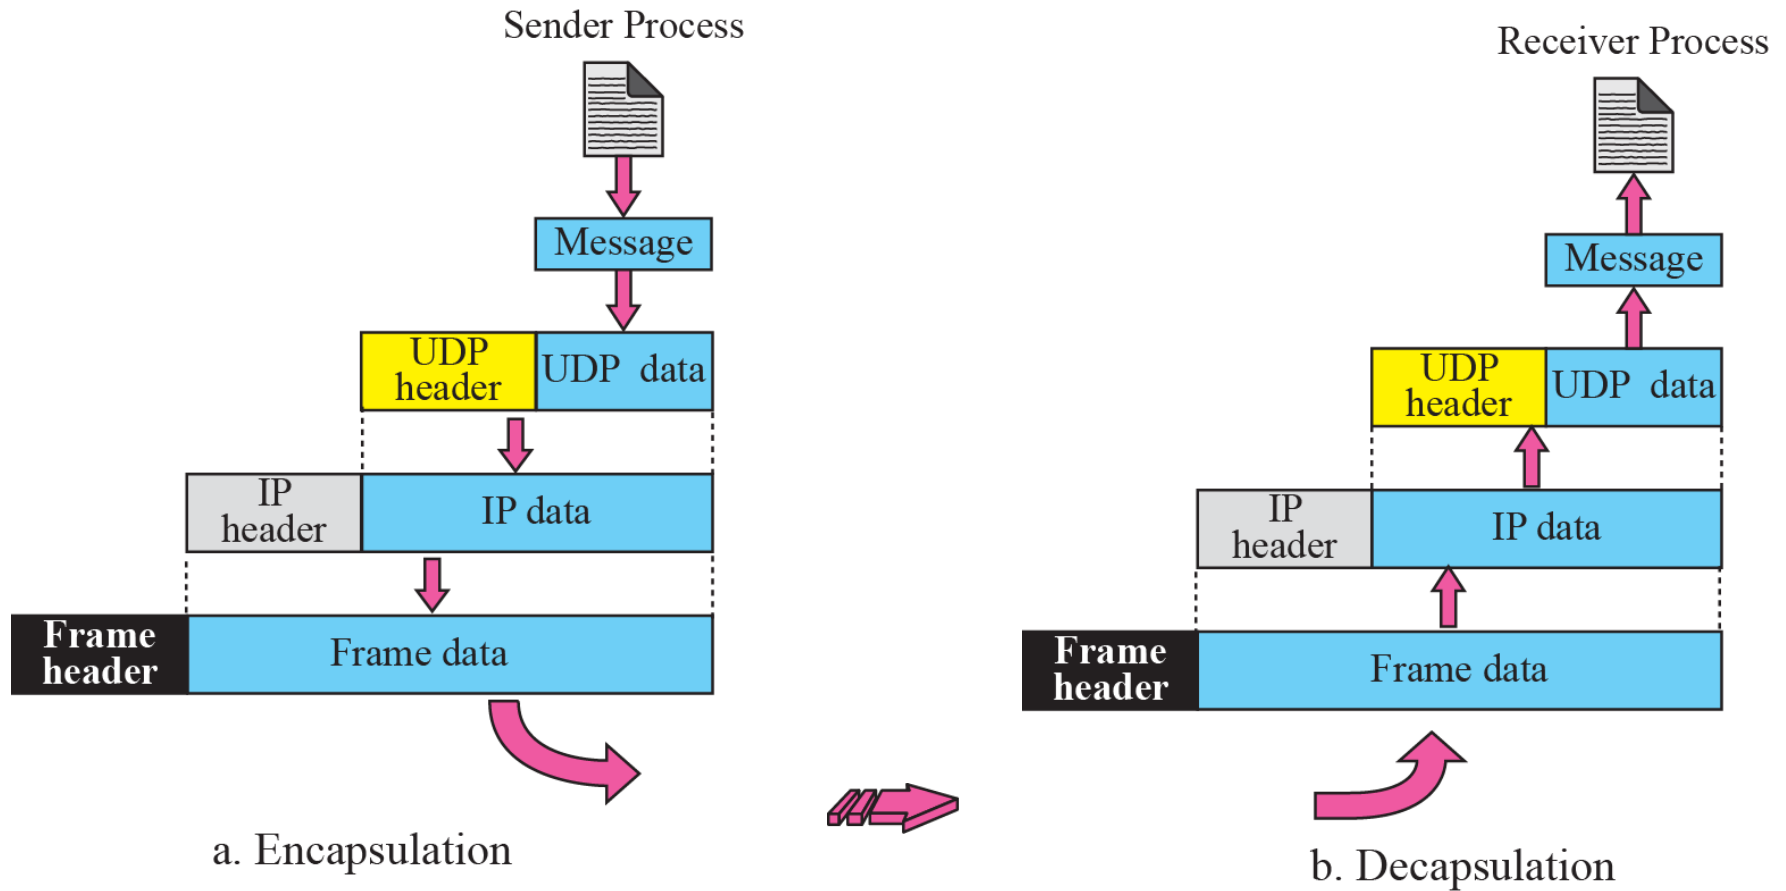 Sender Process
Message
UDP
header
UDP data
IP
header
IP data
Frame
header
Frame data
a. Encapsulation
Receiver Process
Message
UDP
header
UDP data
IP
header
IP data
Frame
header
Frame data
b. Decapsulation